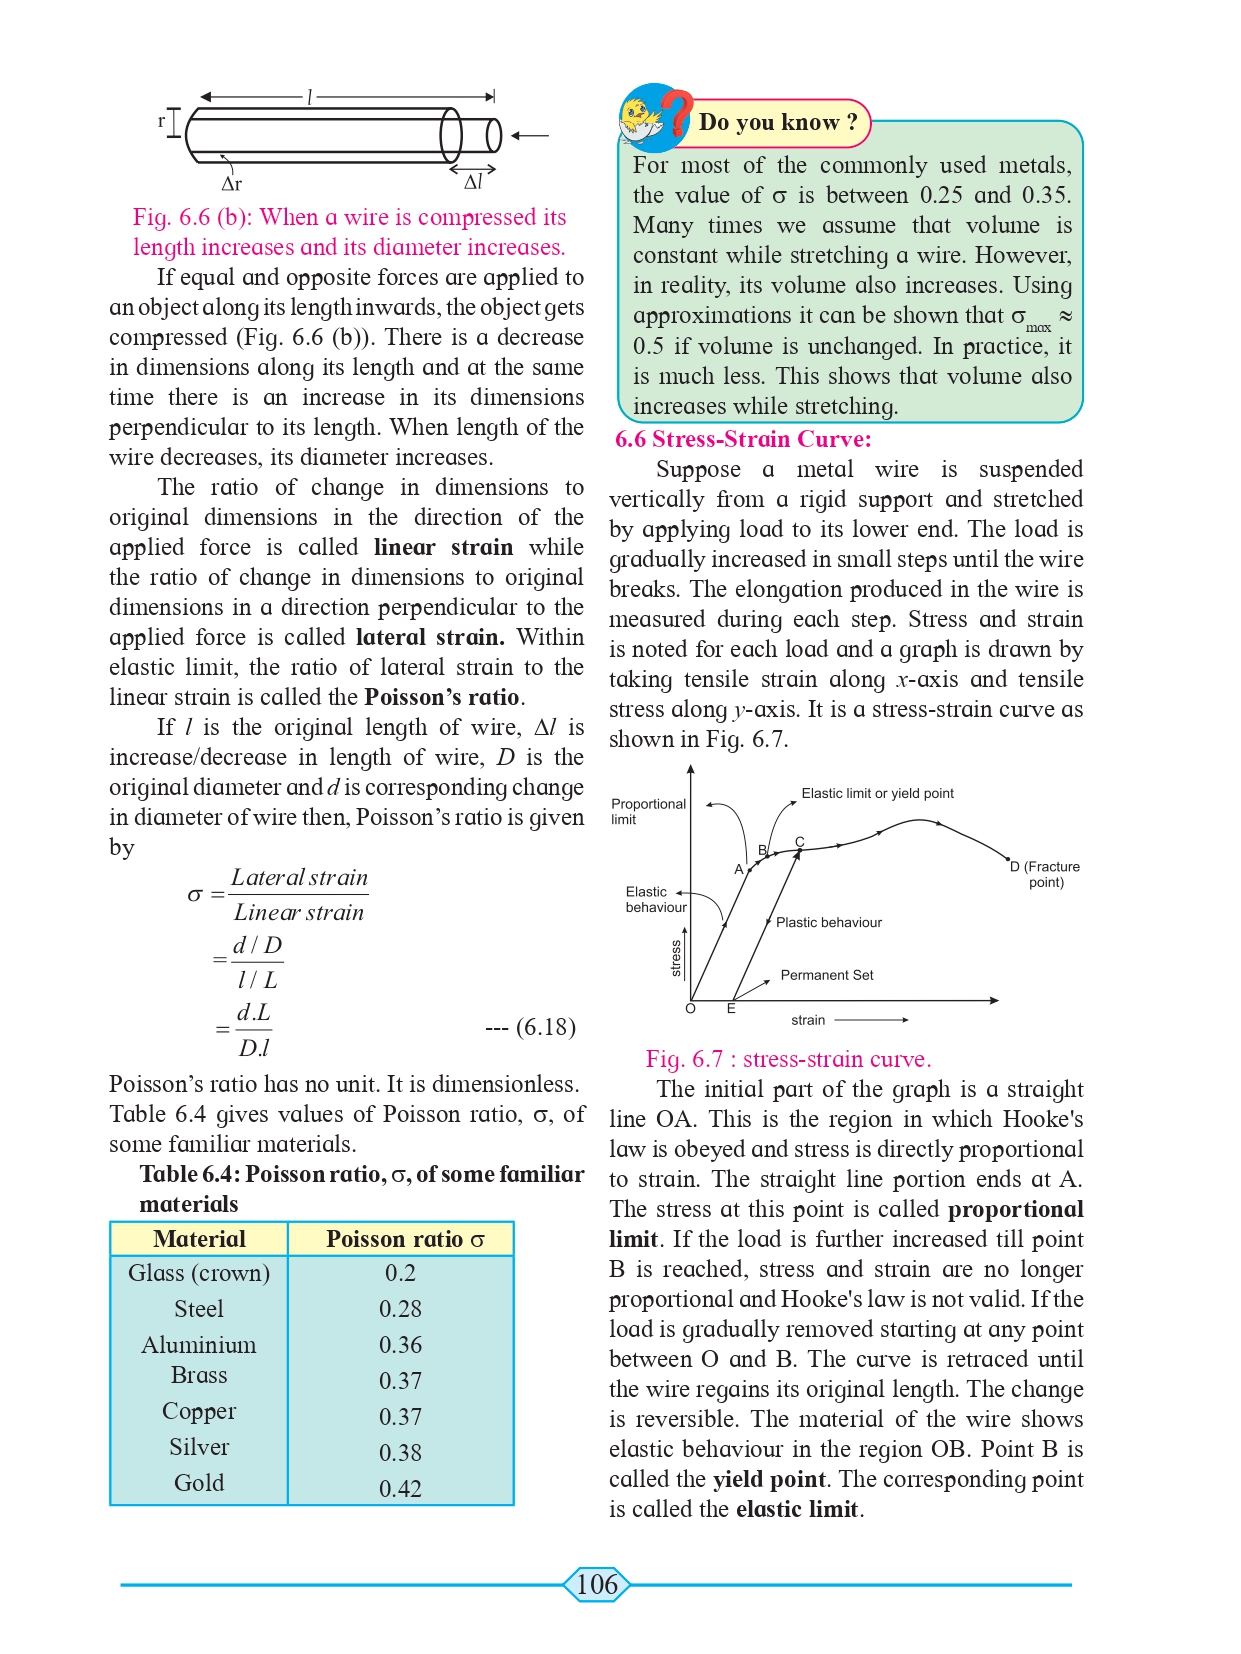 l
r
Δr
Δl
Fig. 6.6 (b): When a wire is compressed its
length increases and its diameter increases.
If equal and opposite forces are applied to
an object along its length inwards, the object gets
compressed (Fig. 6.6 (b)). There is a decrease
in dimensions along its length and at the same
time there is an increase in its dimensions
perpendicular to its length. When length of the
wire decreases, its diameter increases.
The ratio of change in dimensions to
original dimensions in the direction of the
applied force is called linear strain while
the ratio of change in dimensions to original
dimensions in a direction perpendicular to the
applied force is called lateral strain. Within
elastic limit, the ratio of lateral strain to the
linear strain is called the Poisson’s ratio.
If l is the original length of wire, Δl is
increase/decrease in length of wire, D is the
original diameter and d is corresponding change
in diameter of wire then, Poisson’s ratio is given
by
σ = Lateral strain / Linear strain
= d / D / l / L
= d.L / D.l --- (6.18)
Poisson’s ratio has no unit. It is dimensionless.
Table 6.4 gives values of Poisson ratio, σ, of
some familiar materials.
Table 6.4: Poisson ratio, σ, of some familiar
materials
Material Poisson ratio σ
Glass (crown) 0.2
Steel 0.28
Aluminium 0.36
Brass 0.37
Copper 0.37
Silver 0.38
Gold 0.42
Do you know ?
For most of the commonly used metals,
the value of σ is between 0.25 and 0.35.
Many times we assume that volume is
constant while stretching a wire. However,
in reality, its volume also increases. Using
approximations it can be shown that σmax ≈
0.5 if volume is unchanged. In practice, it
is much less. This shows that volume also
increases while stretching.
6.6 Stress-Strain Curve:
Suppose a metal wire is suspended
vertically from a rigid support and stretched
by applying load to its lower end. The load is
gradually increased in small steps until the wire
breaks. The elongation produced in the wire is
measured during each step. Stress and strain
is noted for each load and a graph is drawn by
taking tensile strain along x-axis and tensile
stress along y-axis. It is a stress-strain curve as
shown in Fig. 6.7.
Elastic limit or yield point
Proportional
limit
B
C
A
D (Fracture
point)
Elastic
behaviour
Plastic behaviour
stress
Permanent Set
O
E
strain
Fig. 6.7 : stress-strain curve.
The initial part of the graph is a straight
line OA. This is the region in which Hooke's
law is obeyed and stress is directly proportional
to strain. The straight line portion ends at A.
The stress at this point is called proportional
limit. If the load is further increased till point
B is reached, stress and strain are no longer
proportional and Hooke's law is not valid. If the
load is gradually removed starting at any point
between O and B. The curve is retraced until
the wire regains its original length. The change
is reversible. The material of the wire shows
elastic behaviour in the region OB. Point B is
called the yield point. The corresponding point
is called the elastic limit.
106